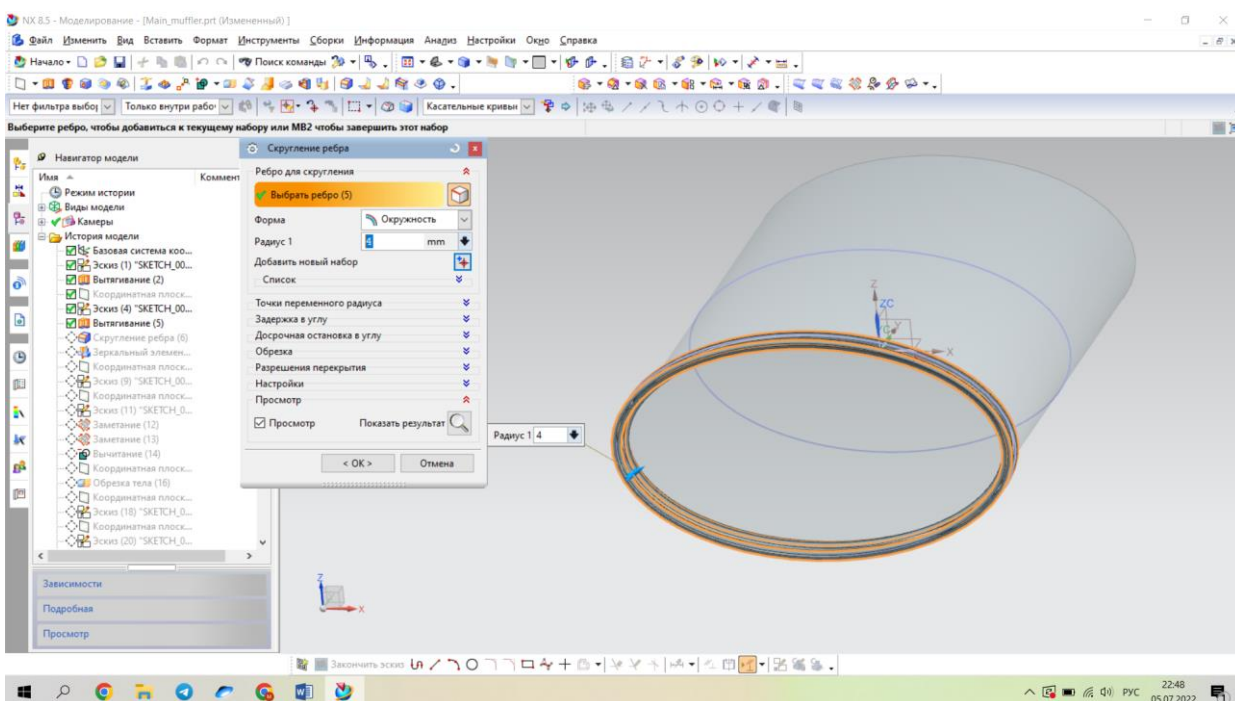 NX 8.5 - Моделирование - [Main_muffler.prt (Измененный) ]
Файл Изменить Вид Вставить Формат Инструменты Сборки Информация Анализ Настройки Окно Справка
Начало Поиск команды
Нет фильтра выбор Только внутри рабо Касательные кривы
Выберите ребро, чтобы добавиться к текущему набору или MB2 чтобы завершить этот набор
Навигатор модели
Имя Коммент
Режим истории
Виды модели
Камеры
История модели
Базовая система коо...
Эскиз (1) "SKETCH_00...
Вытягивание (2)
Координатная плоск...
Эскиз (4) "SKETCH_00...
Вытягивание (5)
Скругление ребра (6)
Зеркальный элемен...
Координатная плоск...
Эскиз (9) "SKETCH_00...
Координатная плоск...
Эскиз (11) "SKETCH_0...
Заметание (12)
Заметание (13)
Вычитание (14)
Координатная плоск...
Обрезка тела (16)
Координатная плоск...
Эскиз (18) "SKETCH_0...
Координатная плоск...
Эскиз (20) "SKETCH_0...
Зависимости
Подробная
Просмотр
Скругление ребра
Ребро для скругления
Выбрать ребро (5)
Форма Окружность
Радиус 1 4 mm
Добавить новый набор
Список
Точки переменного радиуса
Задержка в углу
Досрочная остановка в углу
Обрезка
Разрешения перекрытия
Настройки
Просмотр
Просмотр Показать результат
< OK > Отмена
Радиус 1 4
Z
ZC
Y
X
Z
X
Закончить эскиз
РУС
22:48
05.07.2022